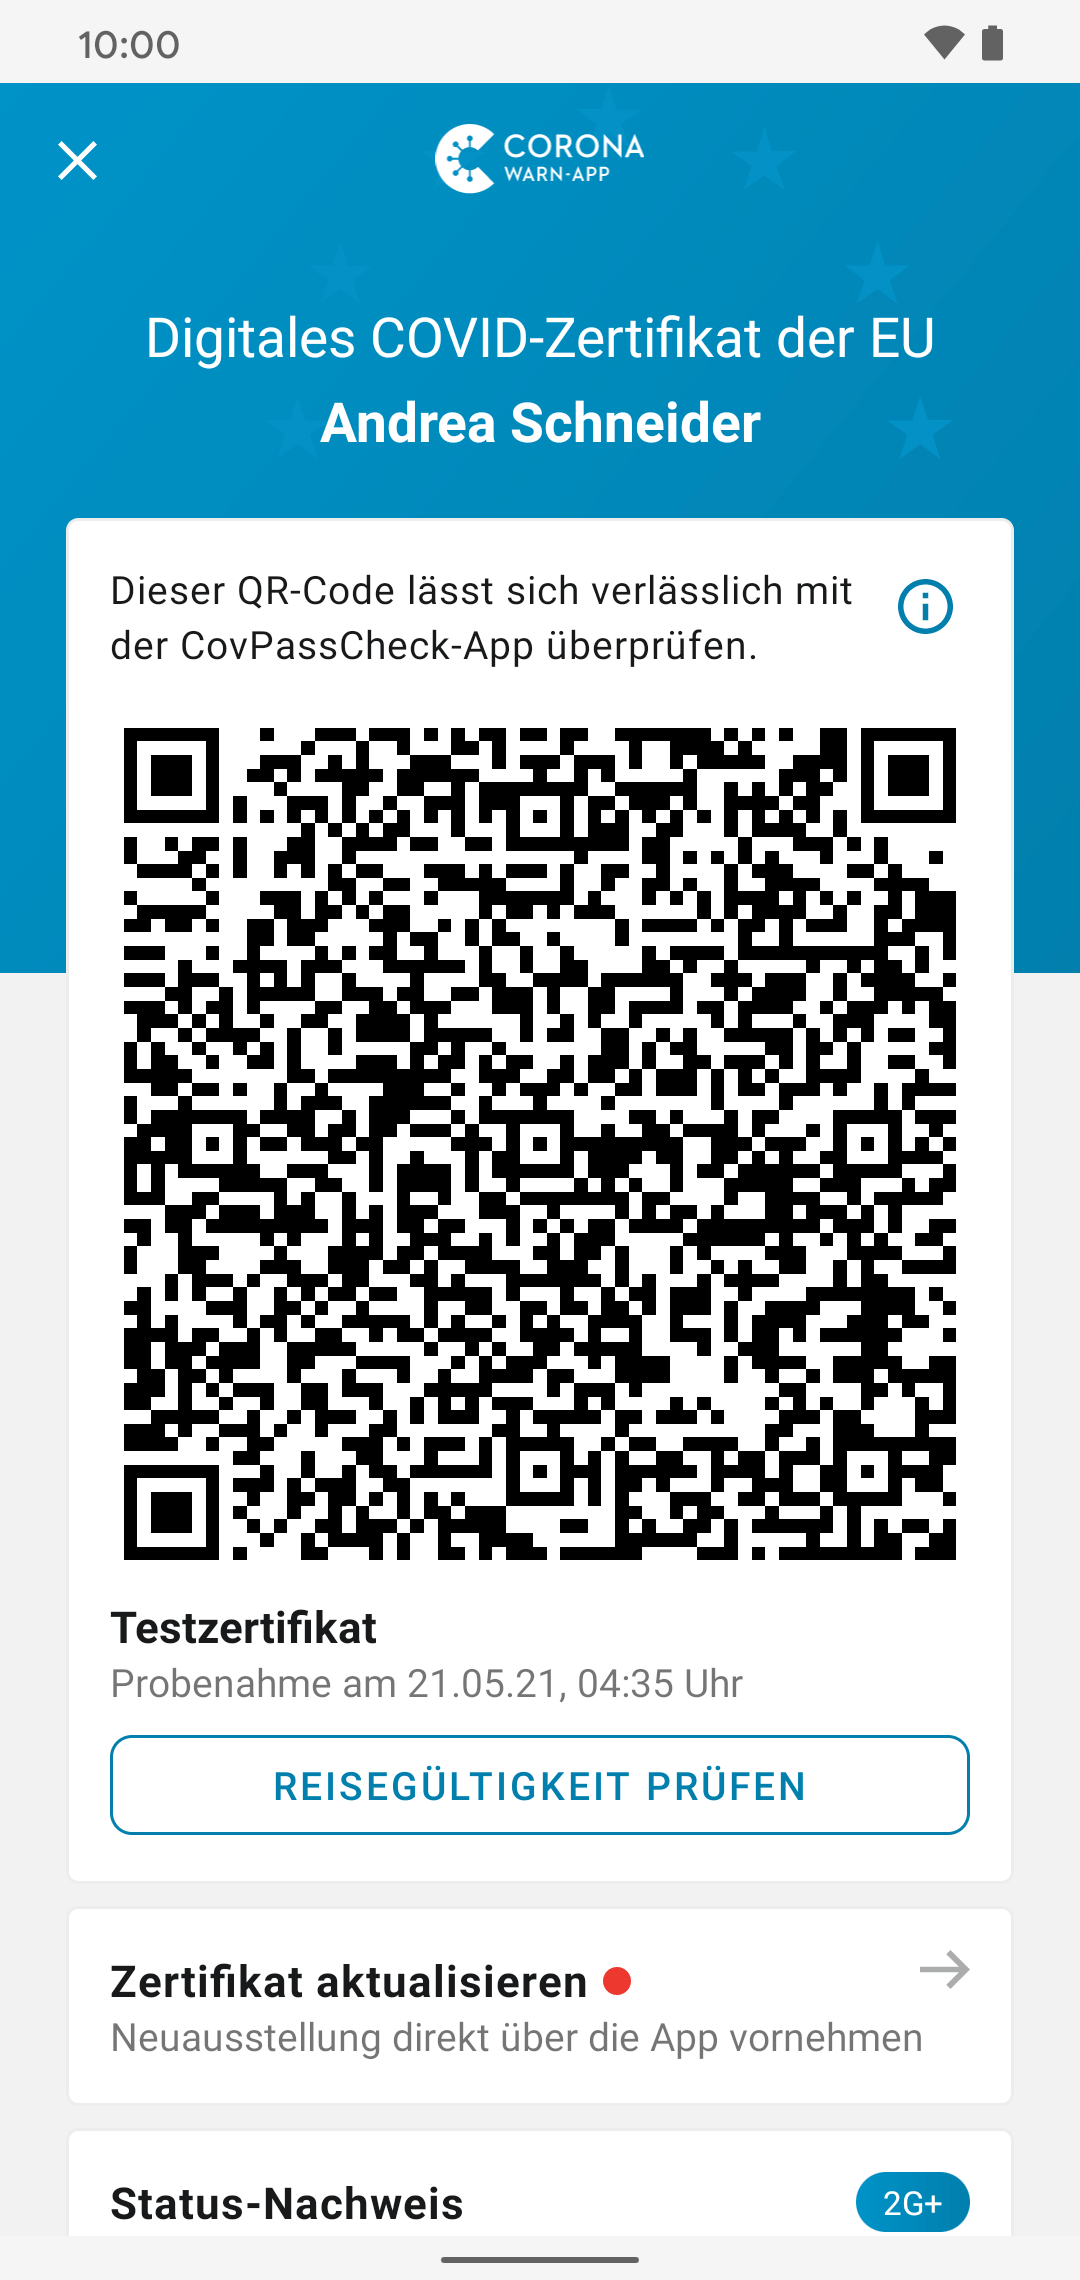 10:00
CORONA
WARN-APP
Digitales COVID-Zertifikat der EU
Andrea Schneider
Dieser QR-Code lässt sich verlässlich mit
der CovPassCheck-App überprüfen.
Testzertifikat
Probenahme am 21.05.21, 04:35 Uhr
REISEGÜLTIGKEIT PRÜFEN
Zertifikat aktualisieren
Neuausstellung direkt über die App vornehmen
Status-Nachweis
2G+